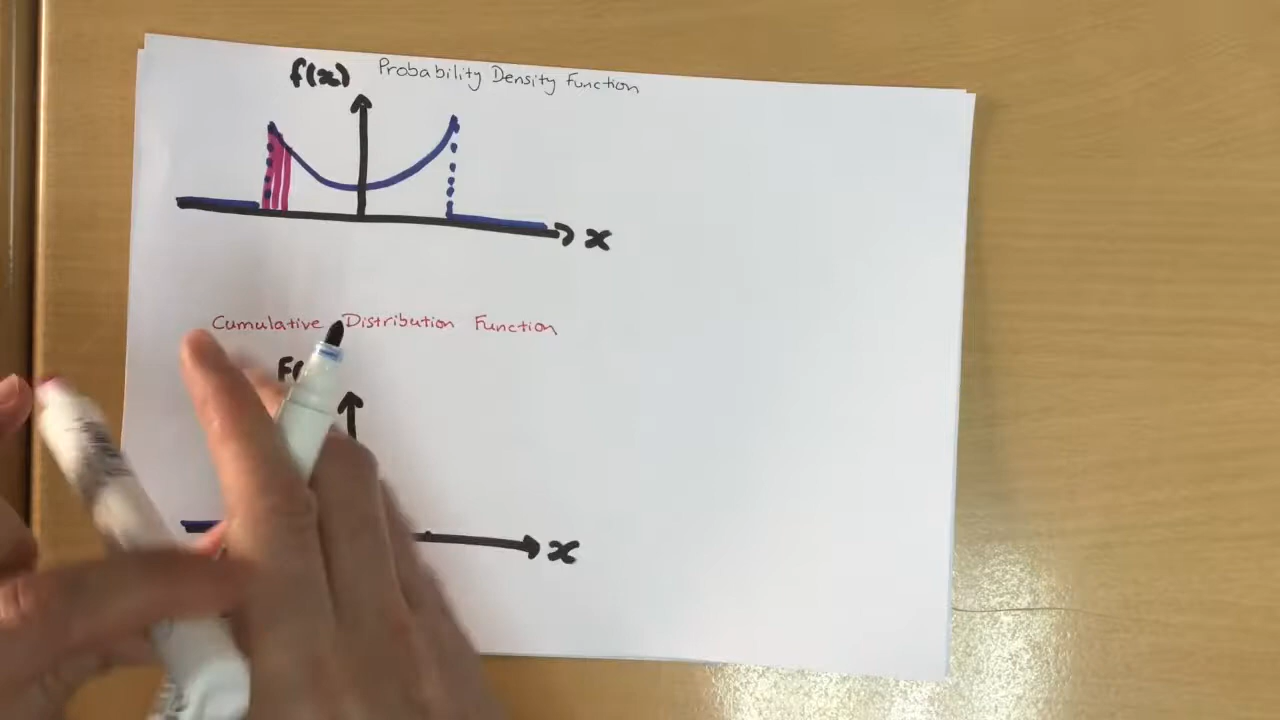 f(x) Probability Density Function
x
Cumulative Distribution Function
F(
x